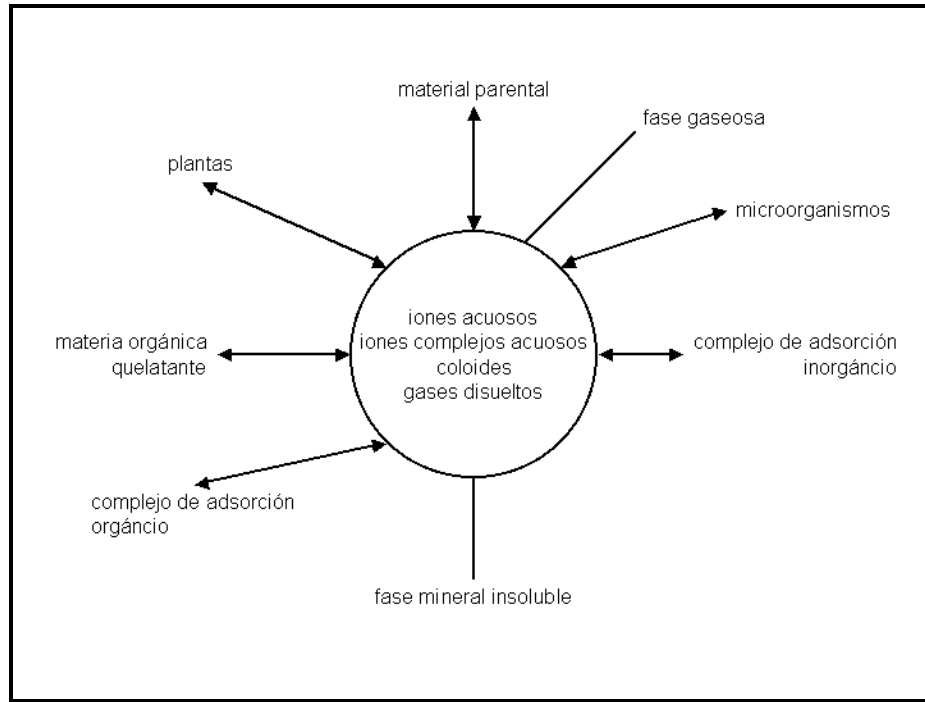 material parental
fase gaseosa
plantas
microorganismos
iones acuosos
iones complejos acuosos
coloides
gases disueltos
materia orgánica
quelatante
complejo de adsorción
inorgáncio
complejo de adsorción
orgáncio
fase mineral insoluble